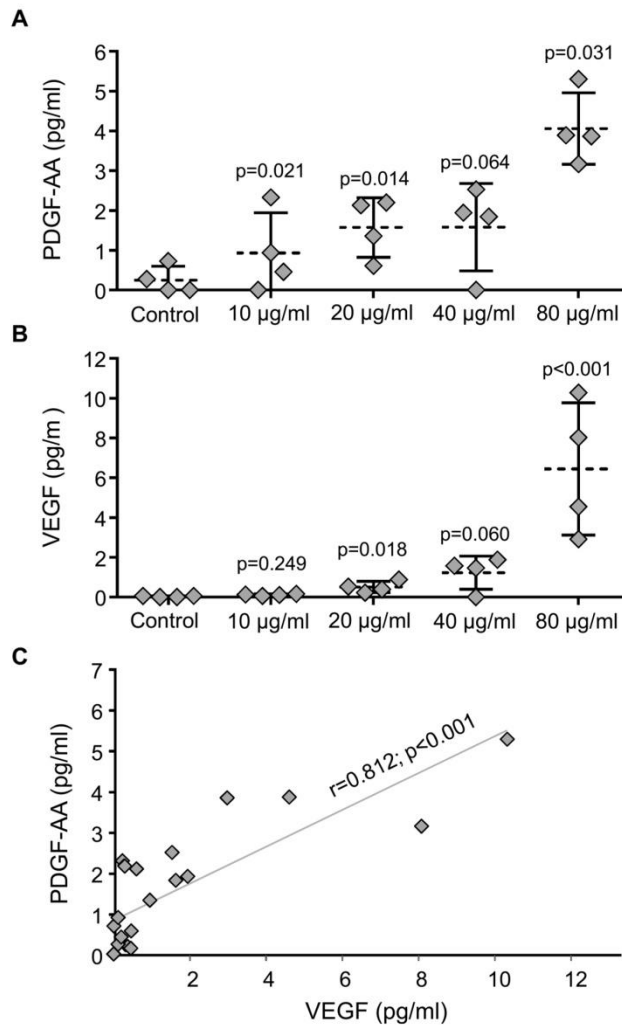 A
PDGF-AA (pg/ml)
6
5
4
3
2
1
0
p=0.021
p=0.014
p=0.064
p=0.031
Control
10 µg/ml
20 µg/ml
40 µg/ml
80 µg/ml
B
VEGF (pg/m )
12
10
8
6
4
2
0
p=0.249
p=0.018
p=0.060
p<0.001
Control
10 µg/ml
20 µg/ml
40 µg/ml
80 µg/ml
C
PDGF-AA (pg/ml)
7
6
5
4
3
2
1
0
r=0.812; p<0.001
2
4
6
8
10
12
VEGF (pg/ml)